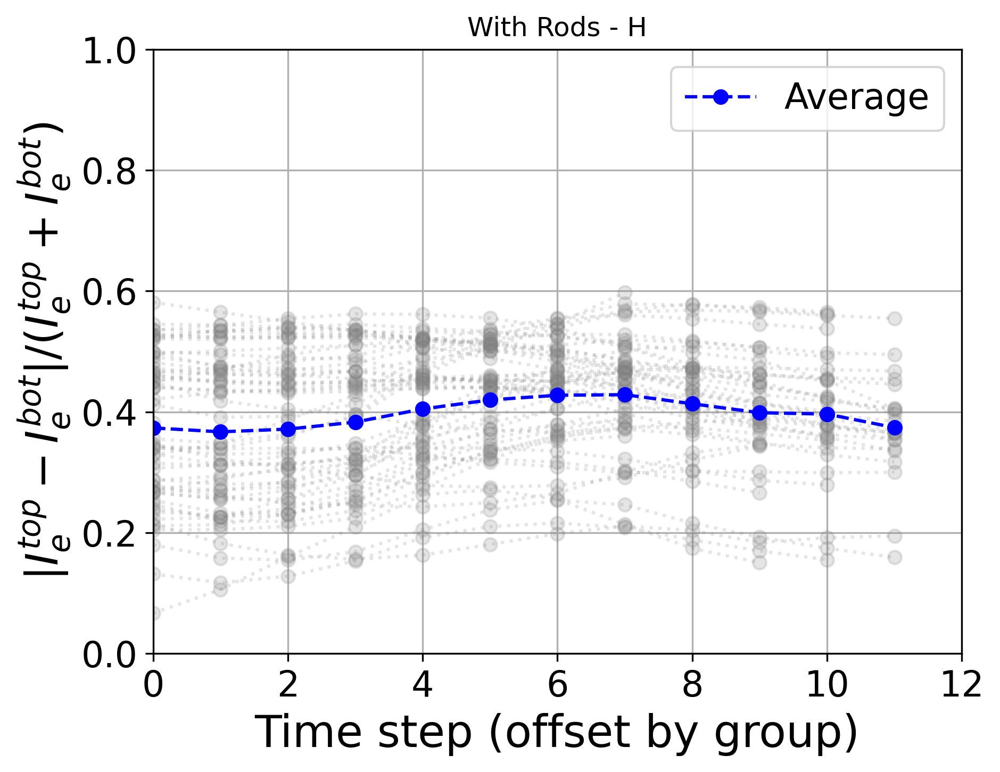 With Rods - H
1.0
0.8
0.6
0.4
0.2
0.0
|I_e^{top} − I_e^{bot}|/(I_e^{top} + I_e^{bot})
Average
0 2 4 6 8 10 12
Time step (offset by group)